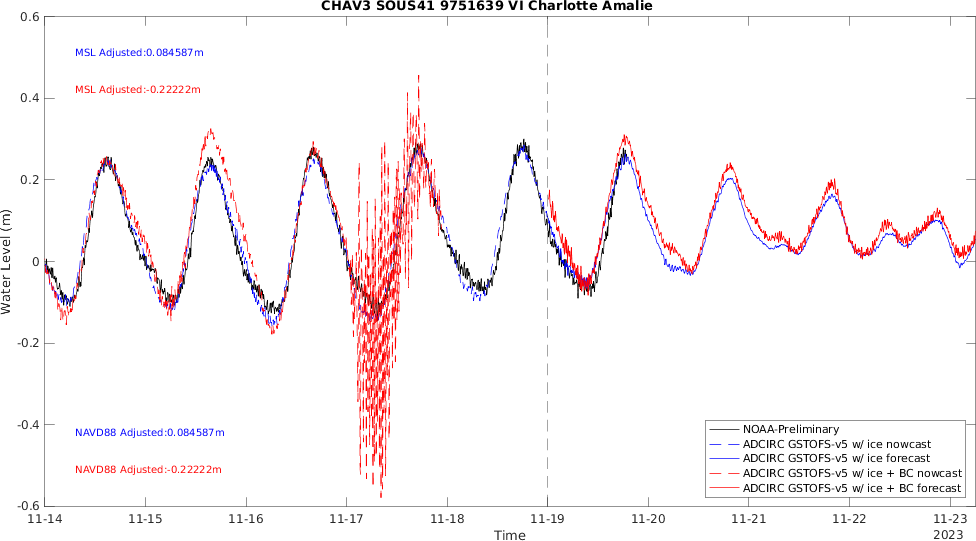 CHAV3 SOUS41 9751639 VI Charlotte Amalie
0.6
MSL Adjusted:0.084587m
0.4
MSL Adjusted:-0.22222m
0.2
Water Level (m)
0
-0.2
-0.4
NAVD88 Adjusted:0.084587m
NAVD88 Adjusted:-0.22222m
-0.6
NOAA-Preliminary
ADCIRC GSTOFS-v5 w/ ice nowcast
ADCIRC GSTOFS-v5 w/ ice forecast
ADCIRC GSTOFS-v5 w/ ice + BC nowcast
ADCIRC GSTOFS-v5 w/ ice + BC forecast
11-14 11-15 11-16 11-17 11-18 11-19 11-20 11-21 11-22 11-23
Time
2023